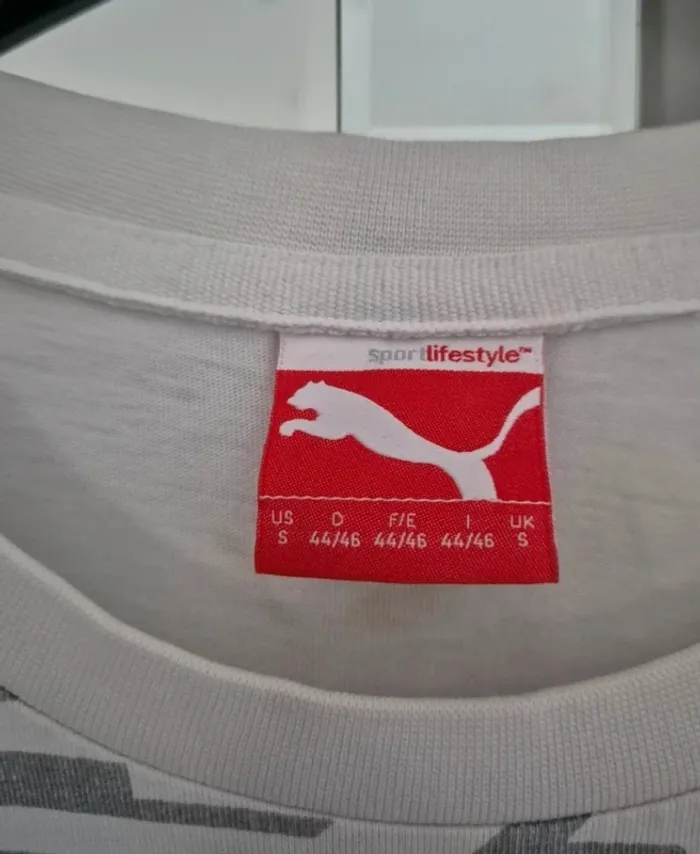 sportlifestyle™
US D F/E I UK
S 44/46 44/46 44/46 S